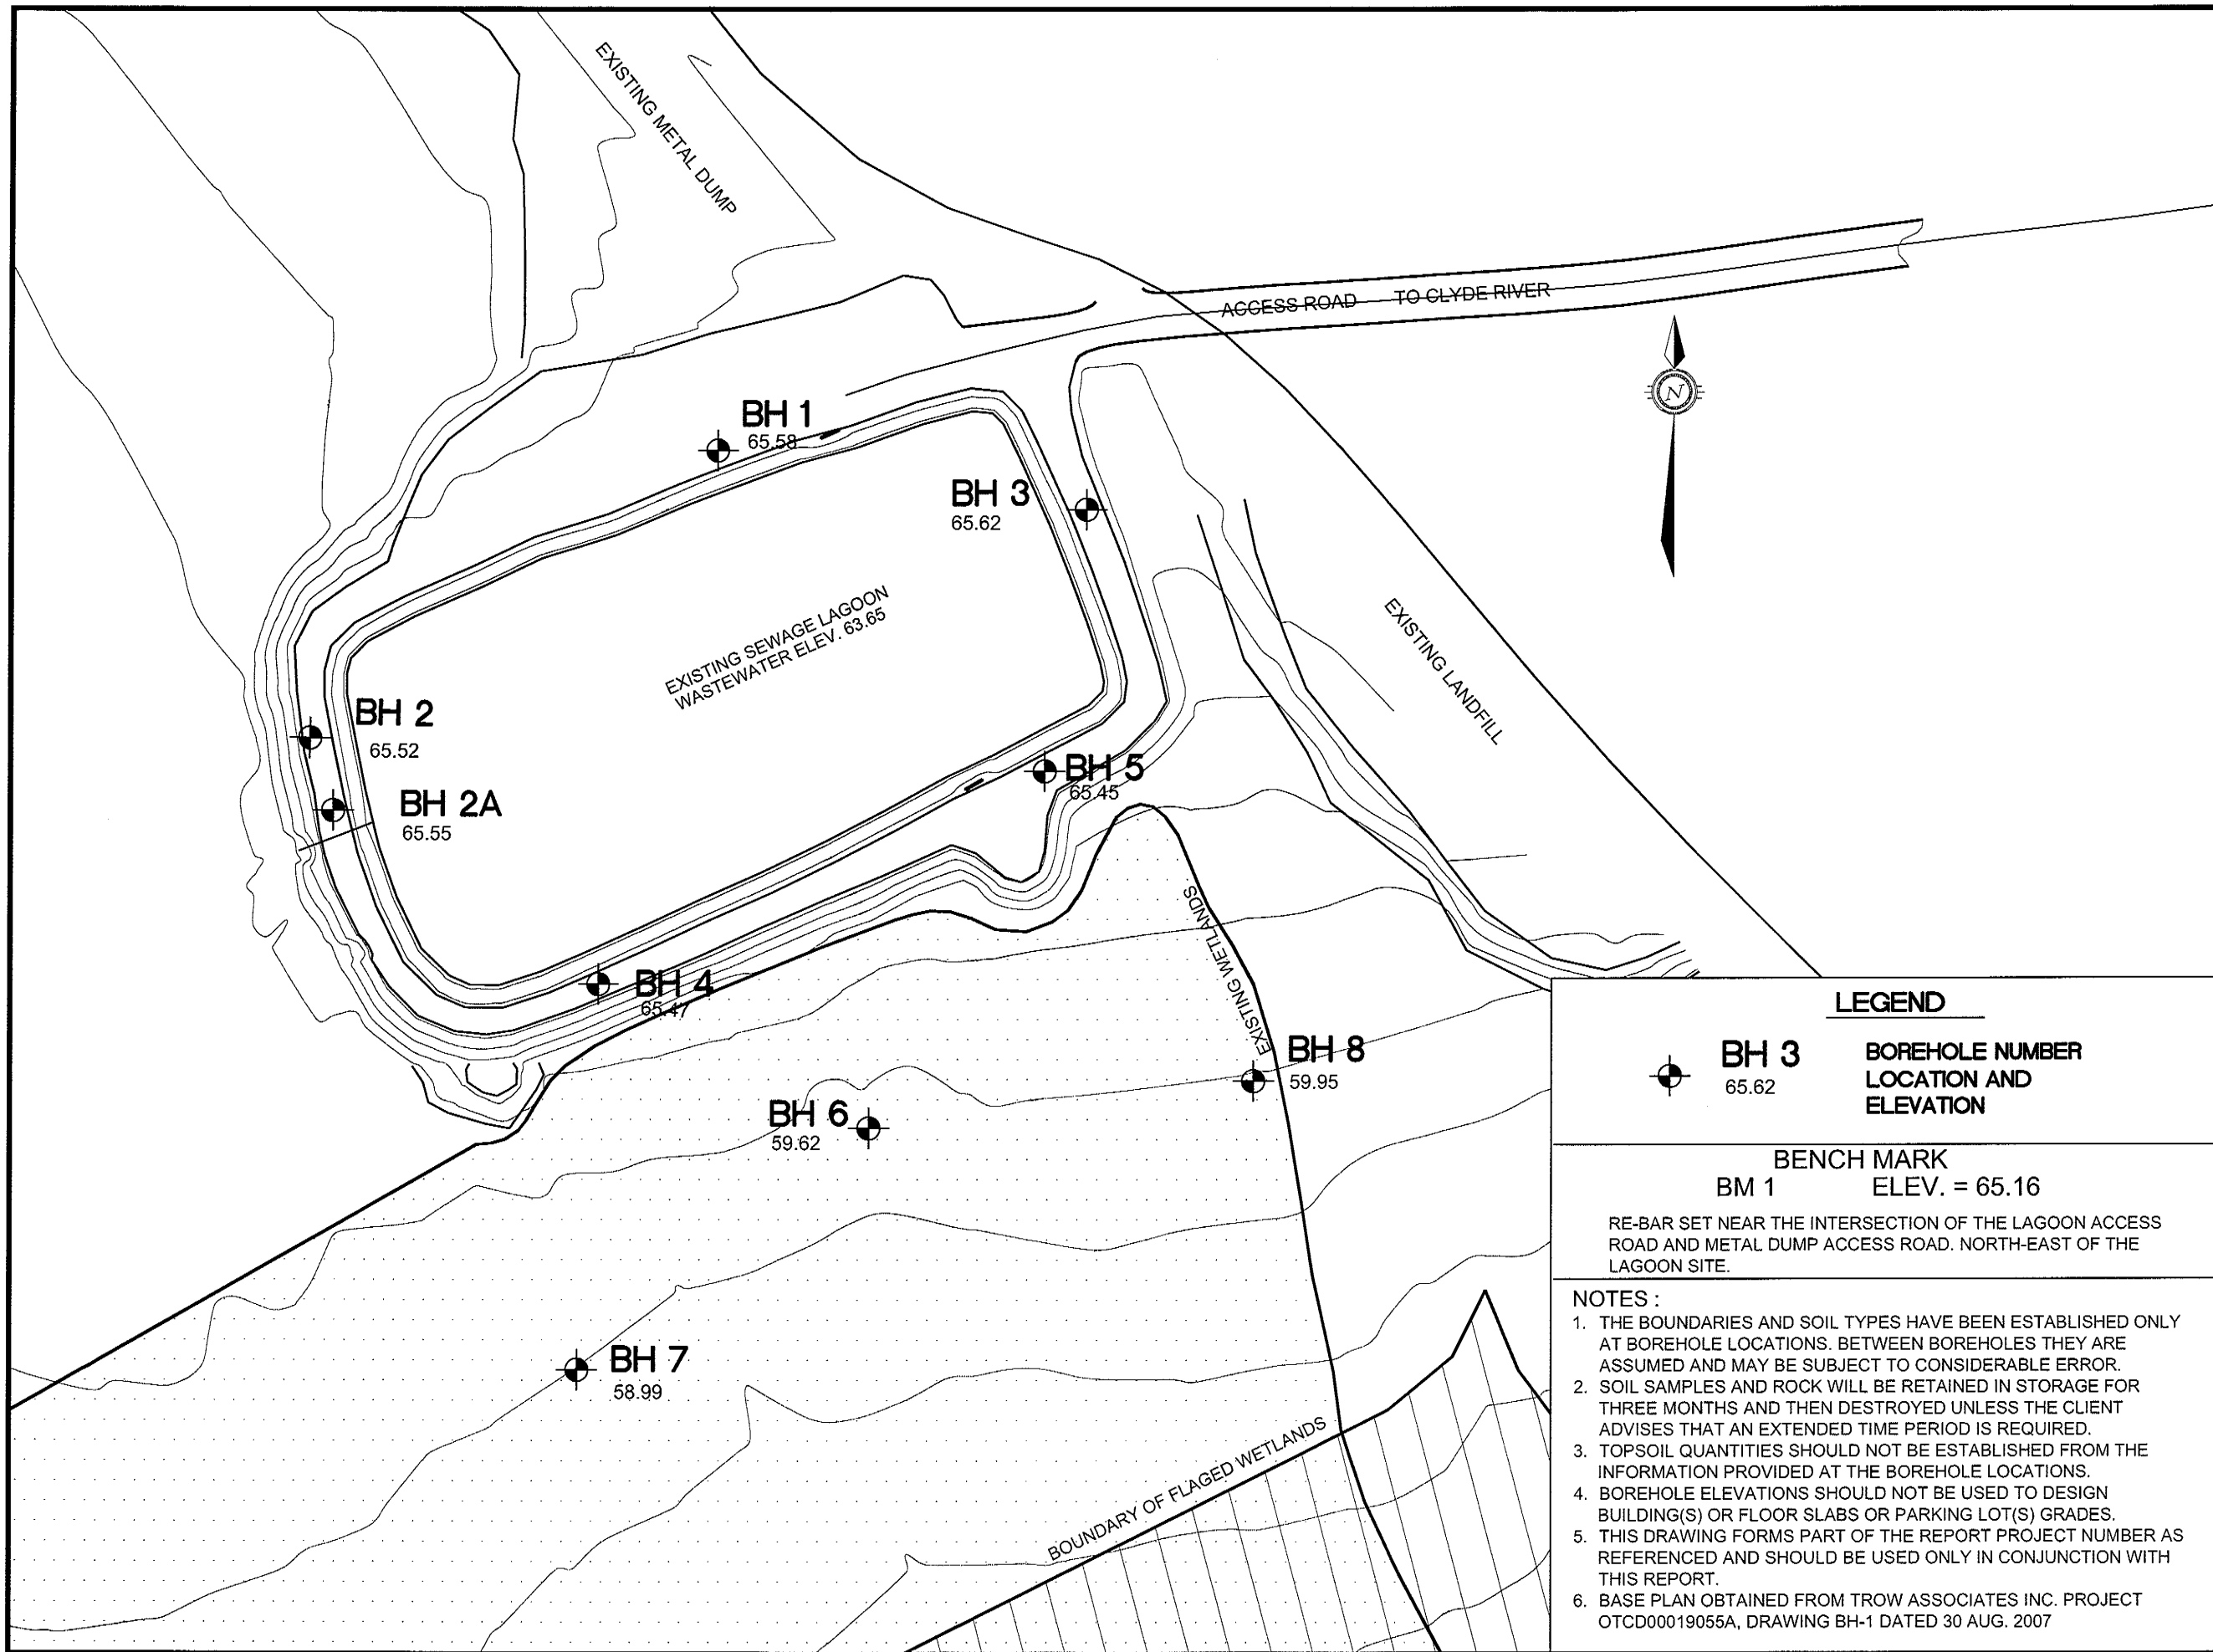 EXISTING METAL DUMP
ACCESS ROAD TO CLYDE RIVER
N
BH 1
65.58
BH 3
65.62
EXISTING SEWAGE LAGOON
WASTEWATER ELEV. 63.65
EXISTING LANDFILL
BH 2
65.52
BH 2A
65.55
BH 5
65.45
EXISTING WETLANDS
BH 4
65.47
BH 8
59.95
BH 6
59.62
BH 7
58.99
BOUNDARY OF FLAGED WETLANDS
LEGEND
BH 3
65.62
BOREHOLE NUMBER
LOCATION AND
ELEVATION
BENCH MARK
BM 1 ELEV. = 65.16
RE-BAR SET NEAR THE INTERSECTION OF THE LAGOON ACCESS
ROAD AND METAL DUMP ACCESS ROAD. NORTH-EAST OF THE
LAGOON SITE.
NOTES :
1. THE BOUNDARIES AND SOIL TYPES HAVE BEEN ESTABLISHED ONLY
AT BOREHOLE LOCATIONS. BETWEEN BOREHOLES THEY ARE
ASSUMED AND MAY BE SUBJECT TO CONSIDERABLE ERROR.
2. SOIL SAMPLES AND ROCK WILL BE RETAINED IN STORAGE FOR
THREE MONTHS AND THEN DESTROYED UNLESS THE CLIENT
ADVISES THAT AN EXTENDED TIME PERIOD IS REQUIRED.
3. TOPSOIL QUANTITIES SHOULD NOT BE ESTABLISHED FROM THE
INFORMATION PROVIDED AT THE BOREHOLE LOCATIONS.
4. BOREHOLE ELEVATIONS SHOULD NOT BE USED TO DESIGN
BUILDING(S) OR FLOOR SLABS OR PARKING LOT(S) GRADES.
5. THIS DRAWING FORMS PART OF THE REPORT PROJECT NUMBER AS
REFERENCED AND SHOULD BE USED ONLY IN CONJUNCTION WITH
THIS REPORT.
6. BASE PLAN OBTAINED FROM TROW ASSOCIATES INC. PROJECT
OTCD00019055A, DRAWING BH-1 DATED 30 AUG. 2007